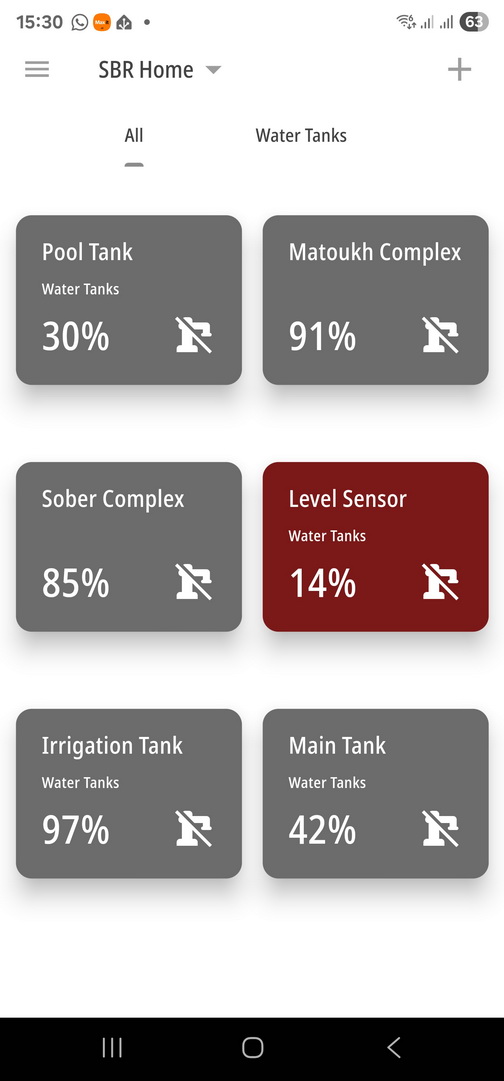 15:30
63
SBR Home
All
Water Tanks
Pool Tank
Water Tanks
30%
Matoukh Complex
91%
Sober Complex
85%
Level Sensor
Water Tanks
14%
Irrigation Tank
Water Tanks
97%
Main Tank
Water Tanks
42%